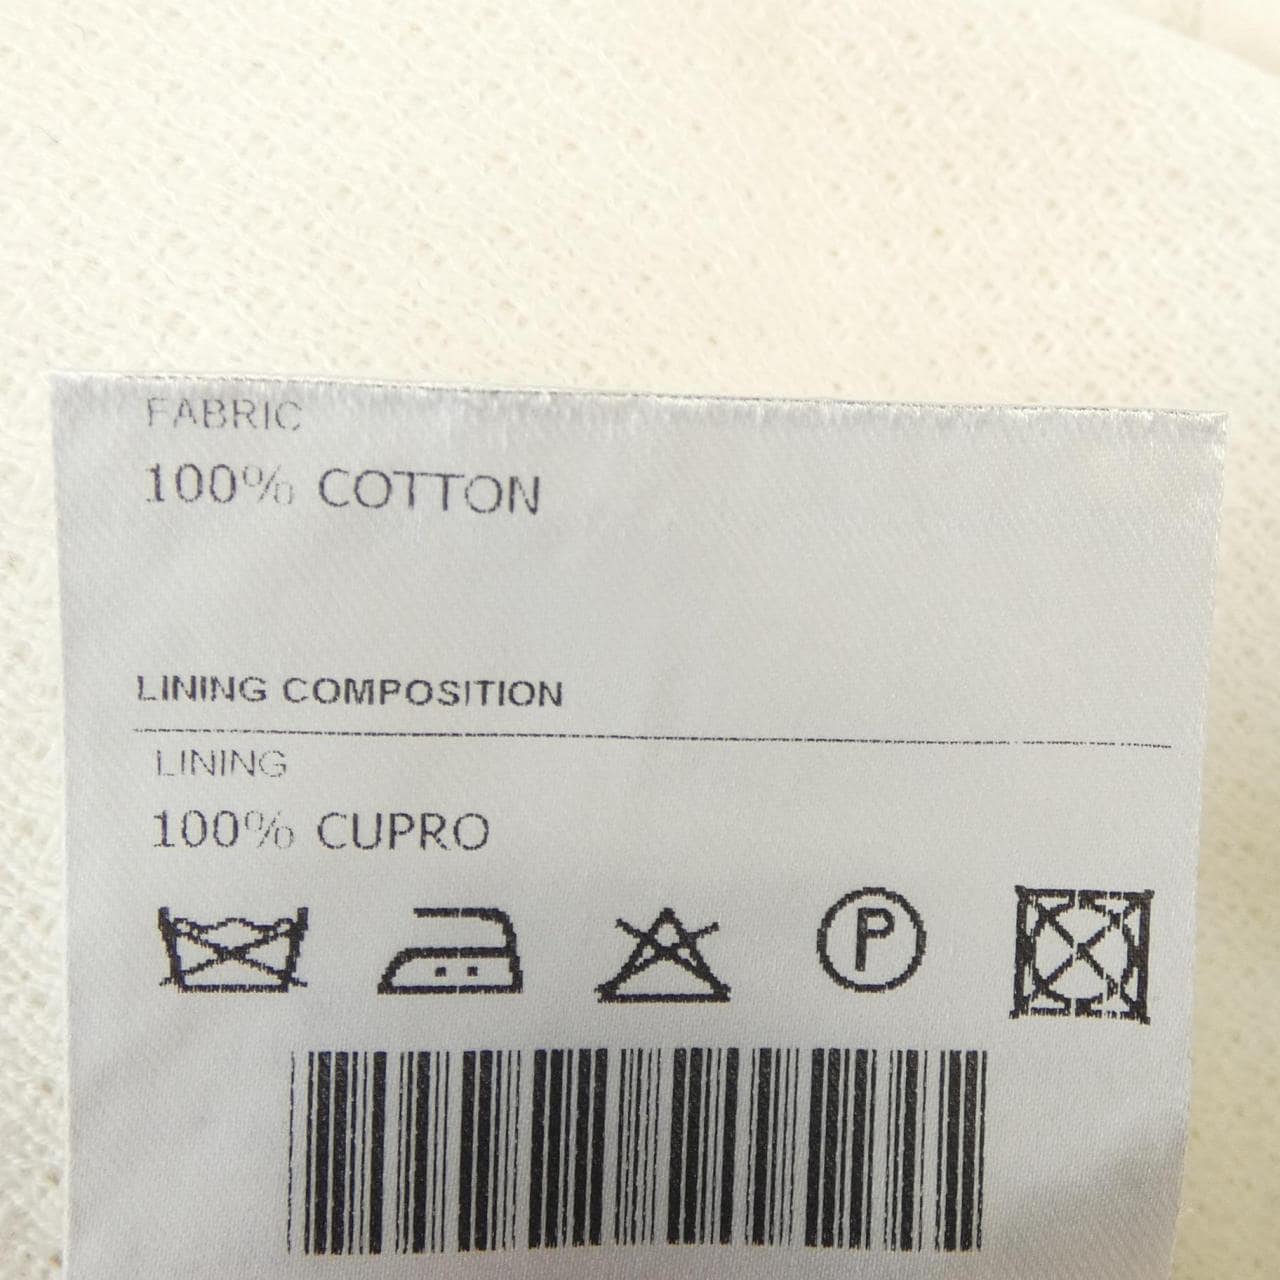 FABRIC
100% COTTON
LINING COMPOSITION
LINING
100% CUPRO
P